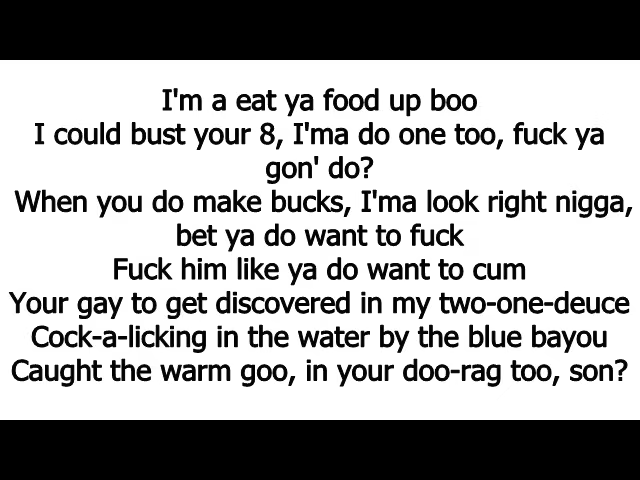 I'm a eat ya food up boo
I could bust your 8, I'ma do one too, fuck ya
gon' do?
When you do make bucks, I'ma look right nigga,
bet ya do want to fuck
Fuck him like ya do want to cum
Your gay to get discovered in my two-one-deuce
Cock-a-licking in the water by the blue bayou
Caught the warm goo, in your doo-rag too, son?